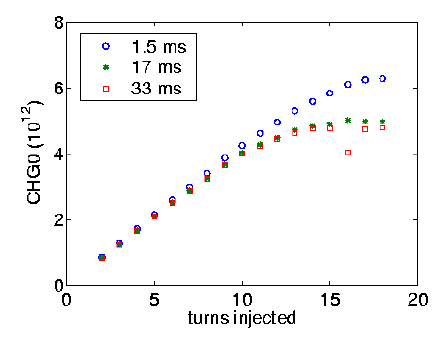 8
1.5 ms
17 ms
33 ms
6
4
2
0
CHG0 (10^12)
0 5 10 15 20
turns injected